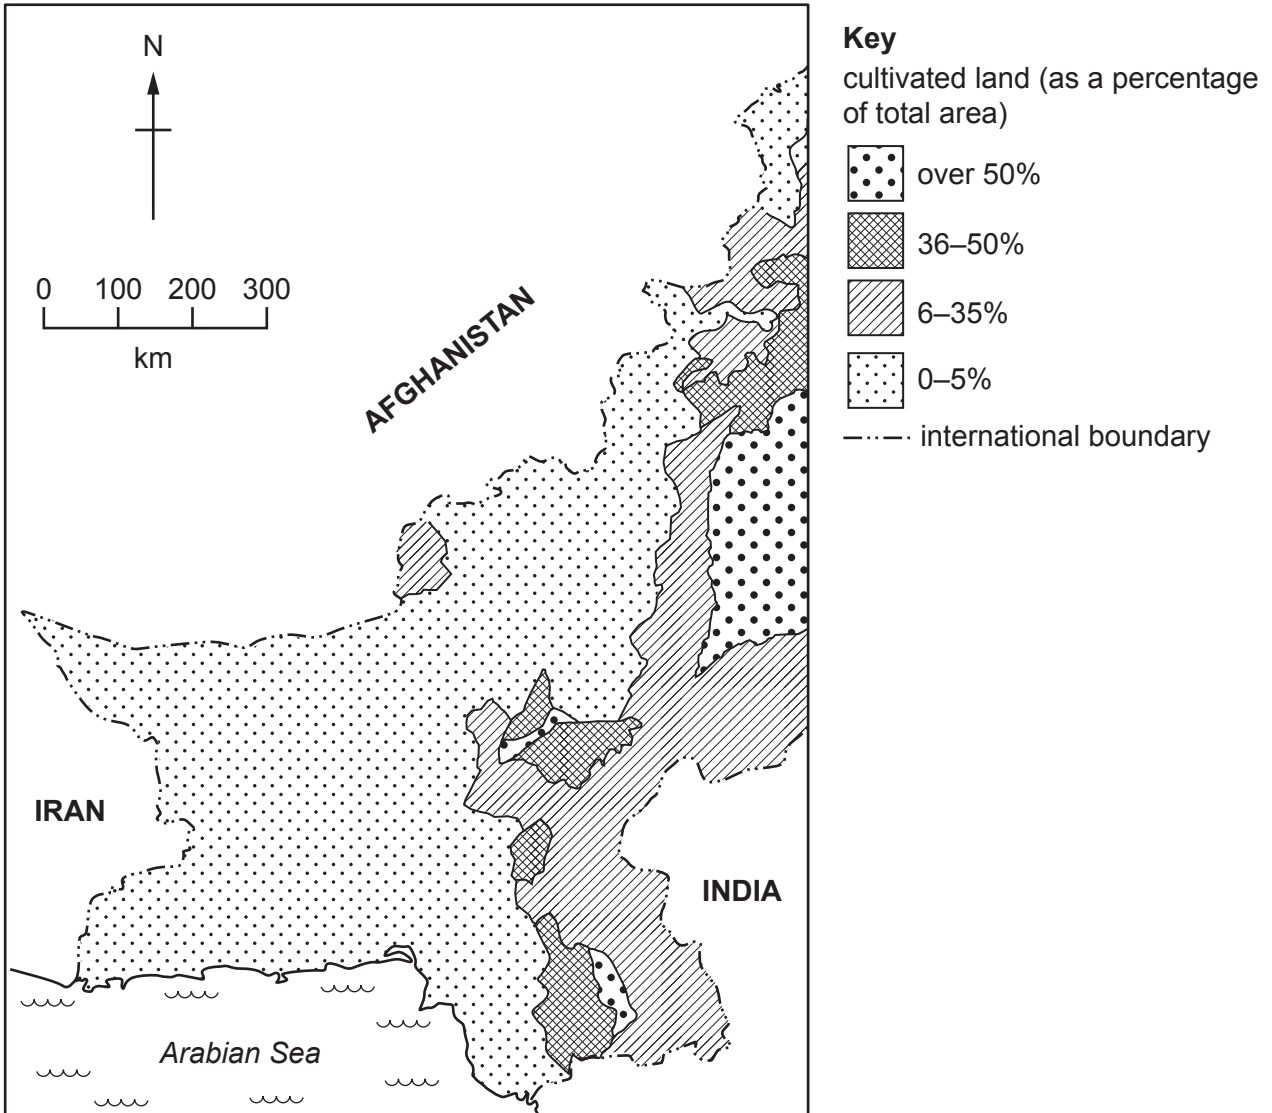 N
0 100 200 300
km
AFGHANISTAN
IRAN
INDIA
Arabian Sea
Key
cultivated land (as a percentage
of total area)
over 50%
36–50%
6–35%
0–5%
international boundary